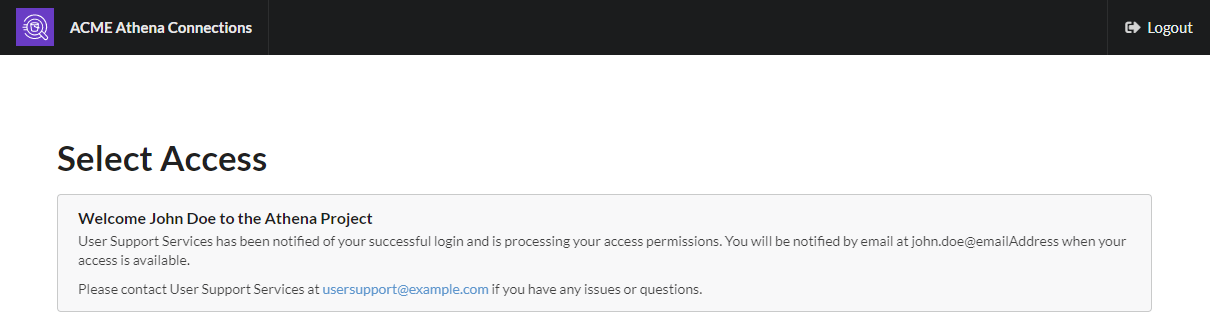 ACME Athena Connections
Logout
Select Access
Welcome John Doe to the Athena Project
User Support Services has been notified of your successful login and is processing your access permissions. You will be notified by email at john.doe@emailAddress when your
access is available.
Please contact User Support Services at usersupport@example.com if you have any issues or questions.